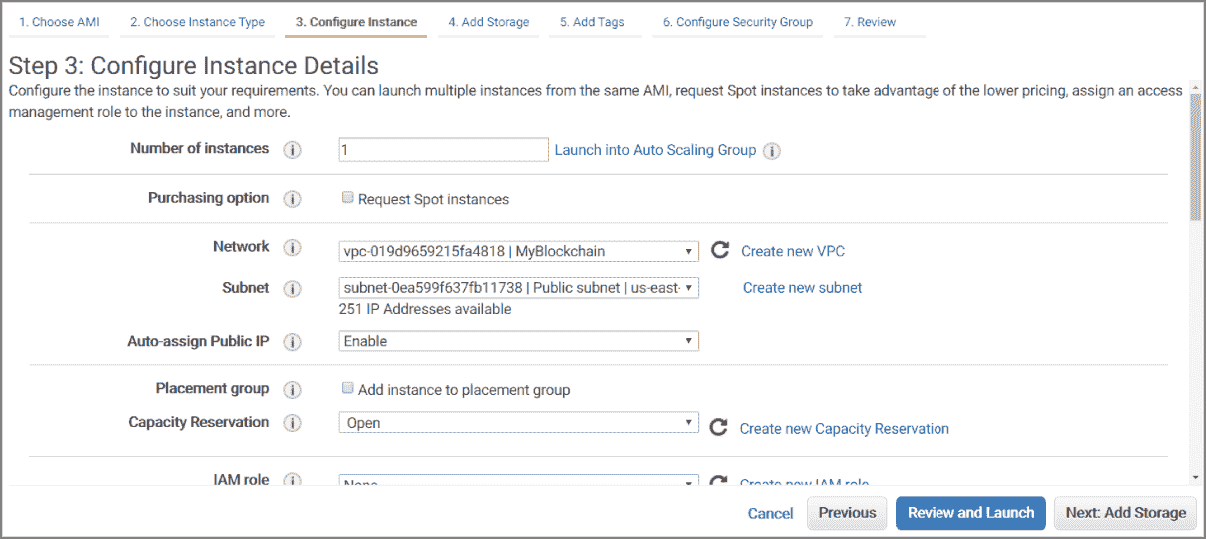 1. Choose AMI 2. Choose Instance Type 3. Configure Instance 4. Add Storage 5. Add Tags 6. Configure Security Group 7. Review
Step 3: Configure Instance Details
Configure the instance to suit your requirements. You can launch multiple instances from the same AMI, request Spot instances to take advantage of the lower pricing, assign an access
management role to the instance, and more.
Number of instances i 1 Launch into Auto Scaling Group i
Purchasing option i Request Spot instances
Network i vpc-019d9659215fa4818 | MyBlockchain Create new VPC
Subnet i subnet-0ea599f637fb11738 | Public subnet | us-east- Create new subnet
251 IP Addresses available
Auto-assign Public IP i Enable
Placement group i Add instance to placement group
Capacity Reservation i Open Create new Capacity Reservation
IAM role i None Create new IAM role
Cancel Previous Review and Launch Next: Add Storage